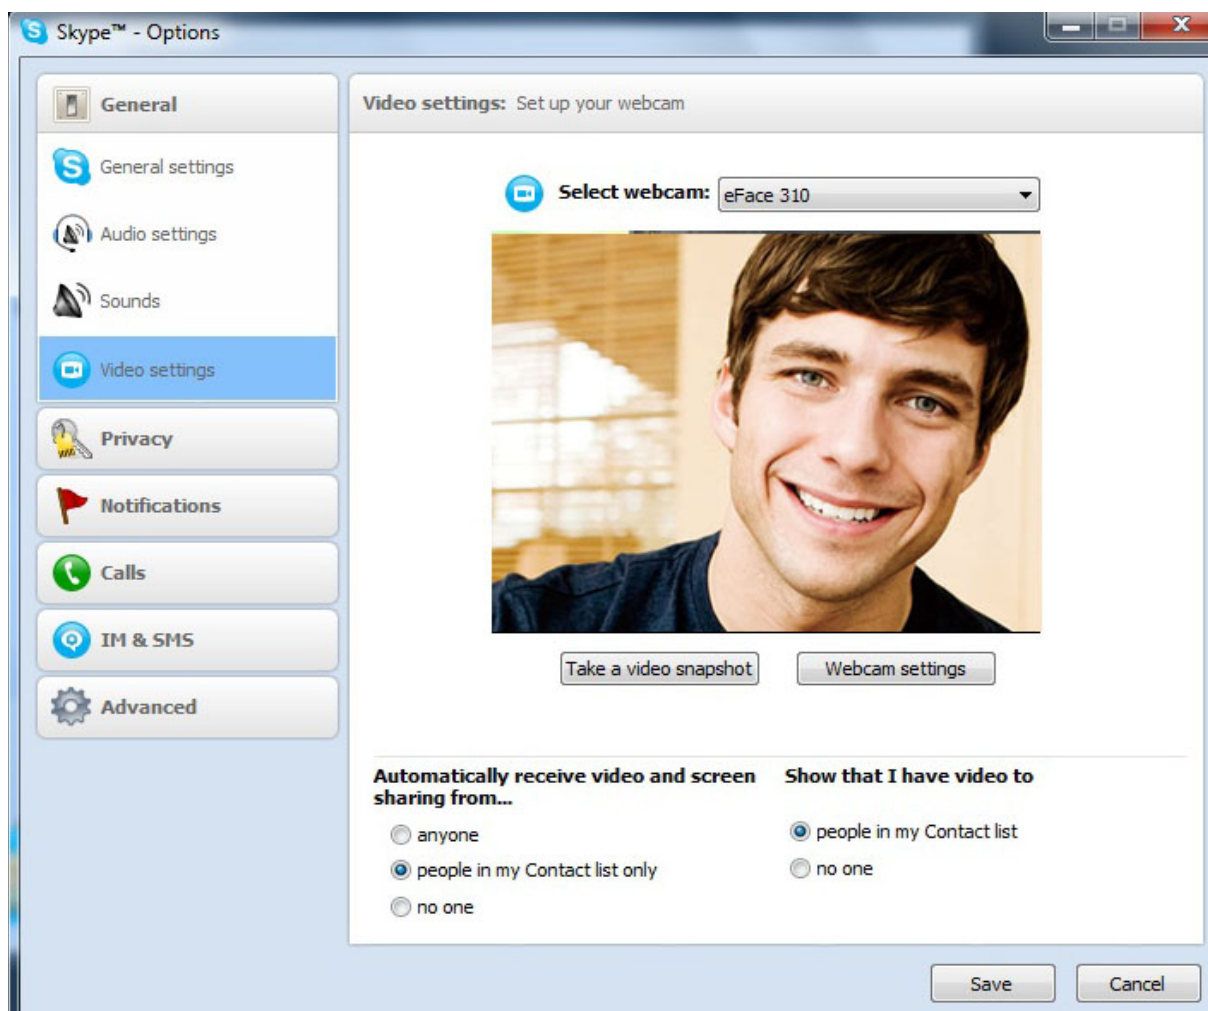 Skype™ - Options
General
General settings
Audio settings
Sounds
Video settings
Privacy
Notifications
Calls
IM & SMS
Advanced
Video settings: Set up your webcam
Select webcam: eFace 310
Take a video snapshot
Webcam settings
Automatically receive video and screen
sharing from...
anyone
people in my Contact list only
no one
Show that I have video to
people in my Contact list
no one
Save
Cancel